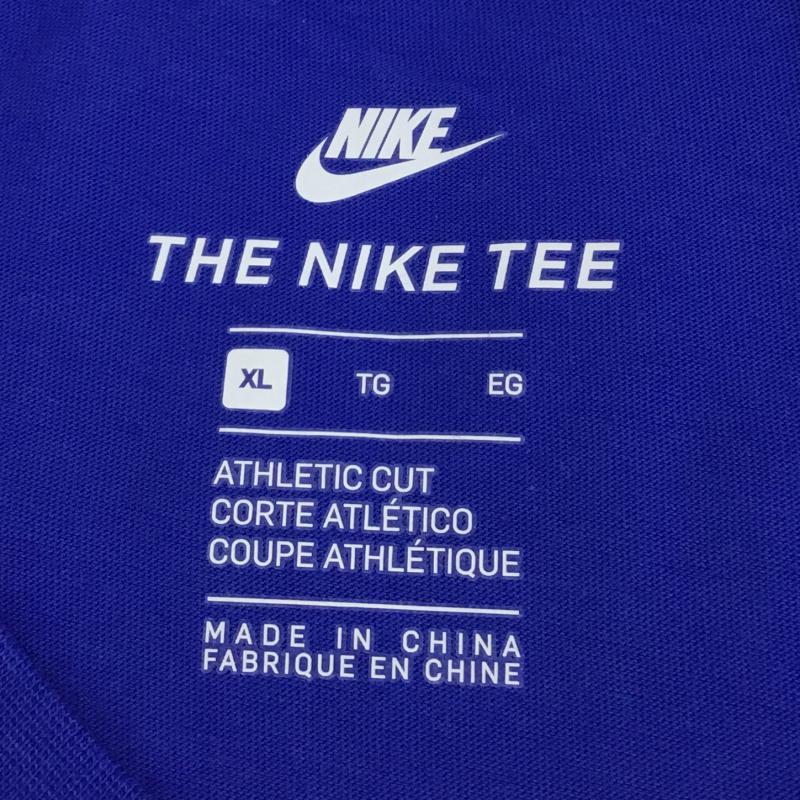 NIKE
THE NIKE TEE
XL TG EG
ATHLETIC CUT
CORTE ATLÉTICO
COUPE ATHLÉTIQUE
MADE IN CHINA
FABRIQUE EN CHINE